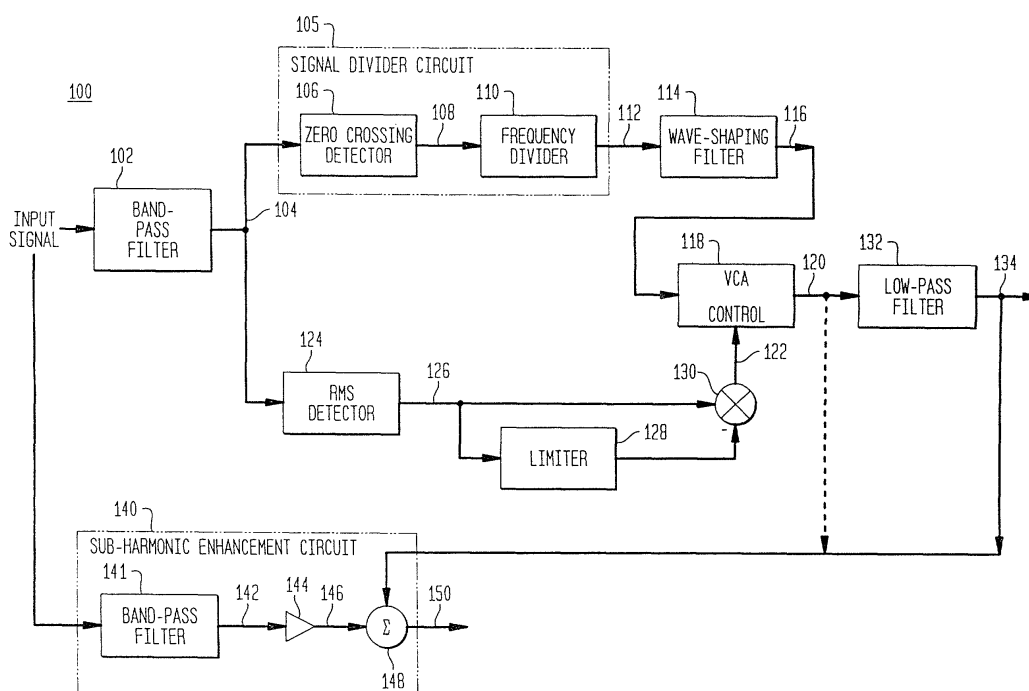 100
105
SIGNAL DIVIDER CIRCUIT
106
ZERO CROSSING
DETECTOR
108
110
FREQUENCY
DIVIDER
112
114
WAVE-SHAPING
FILTER
116
102
BAND-
PASS
FILTER
104
INPUT
SIGNAL
118
VCA
CONTROL
120
132
LOW-PASS
FILTER
134
122
124
RMS
DETECTOR
126
130
-
128
LIMITER
140
SUB-HARMONIC ENHANCEMENT CIRCUIT
141
BAND-PASS
FILTER
142
144
146
Σ
148
150